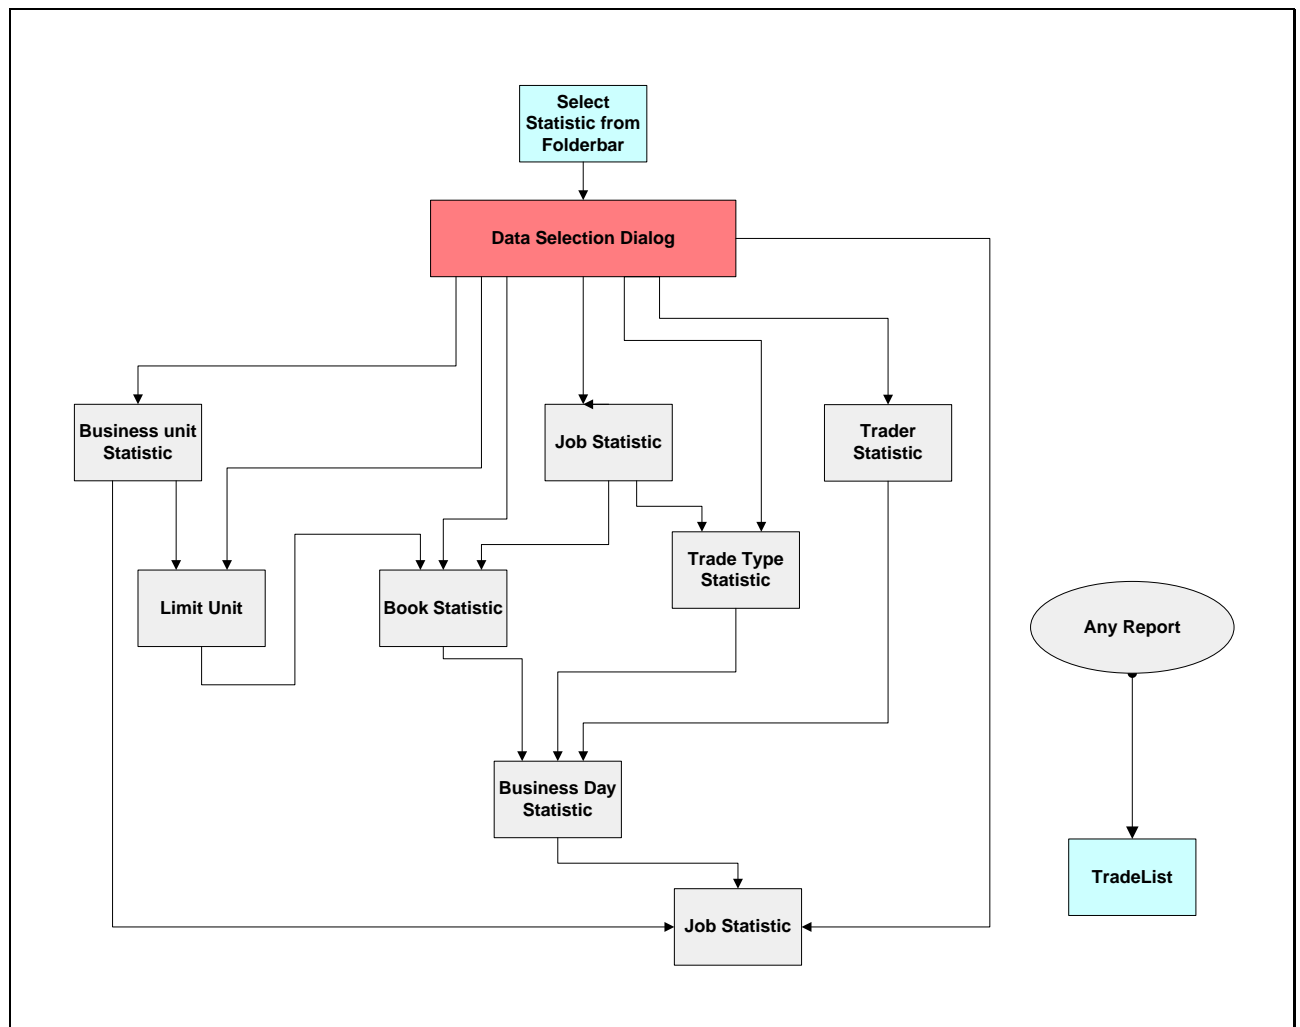 Select
Statistic from
Folderbar
Data Selection Dialog
Business unit
Statistic
Job Statistic
Trader
Statistic
Trade Type
Statistic
Limit Unit
Book Statistic
Any Report
Business Day
Statistic
TradeList
Job Statistic